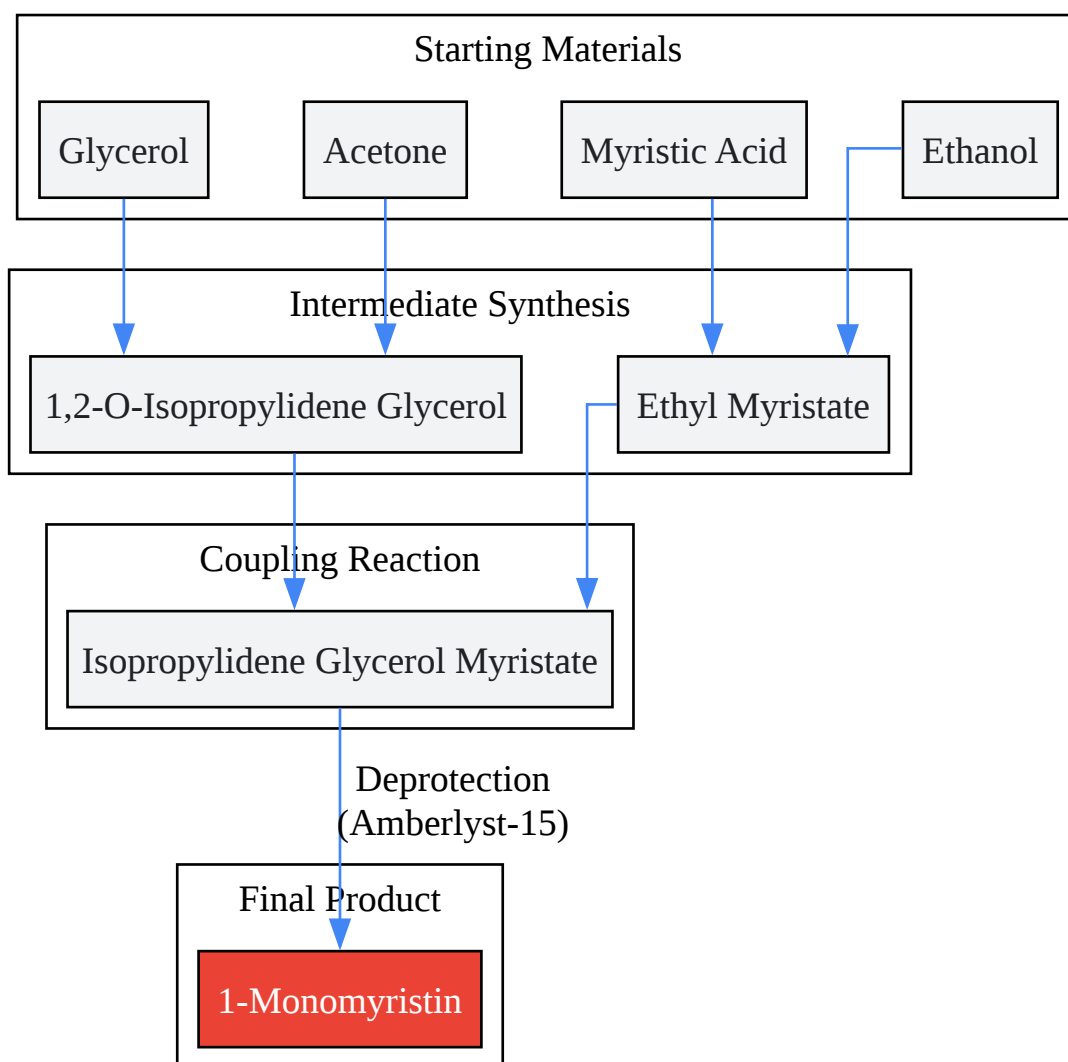 Starting Materials
Glycerol
Acetone
Myristic Acid
Ethanol
Intermediate Synthesis
1,2-O-Isopropylidene Glycerol
Ethyl Myristate
Coupling Reaction
Isopropylidene Glycerol Myristate
Deprotection
(Amberlyst-15)
Final Product
1-Monomyristin